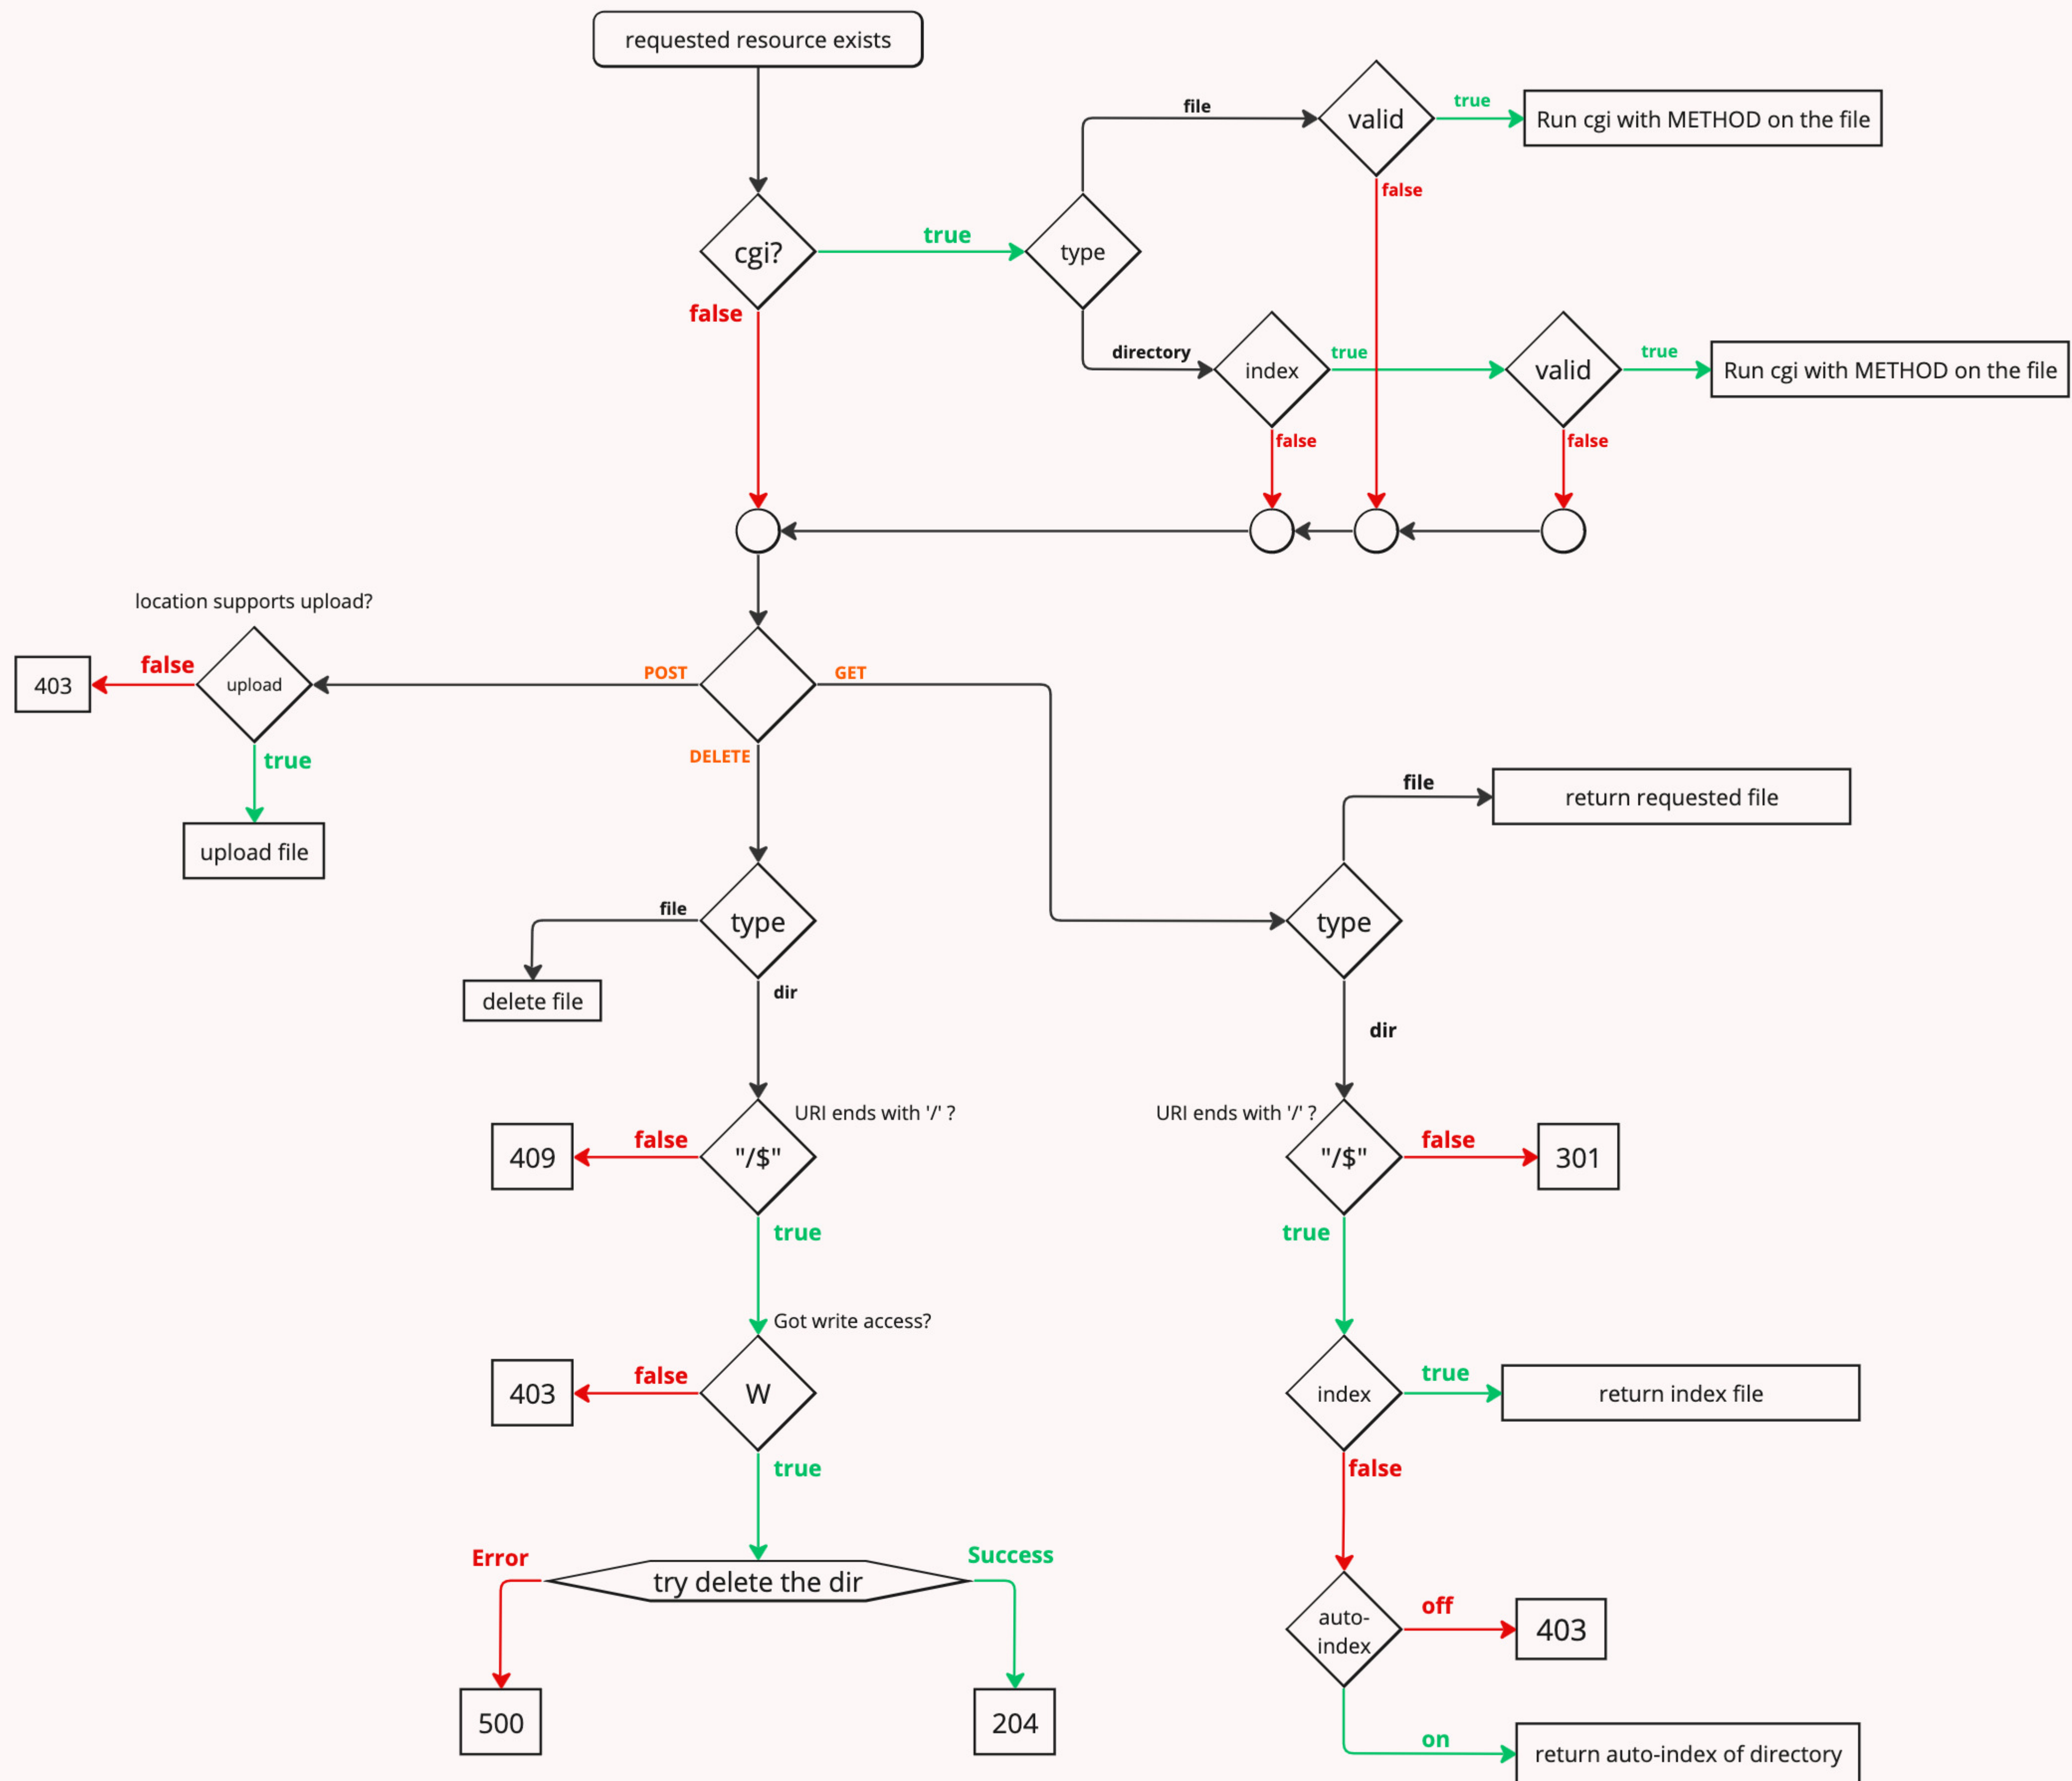 requested resource exists
file
valid
true
Run cgi with METHOD on the file
false
cgi?
true
type
false
directory
index
true
valid
true
Run cgi with METHOD on the file
false
false
location supports upload?
403
false
upload
POST
GET
true
DELETE
upload file
file
return requested file
file
type
type
delete file
dir
dir
URI ends with '/' ?
URI ends with '/' ?
409
false
"/$"
"/$"
false
301
true
true
Got write access?
403
false
W
index
true
return index file
true
false
Error
try delete the dir
Success
auto-
index
off
403
500
204
on
return auto-index of directory